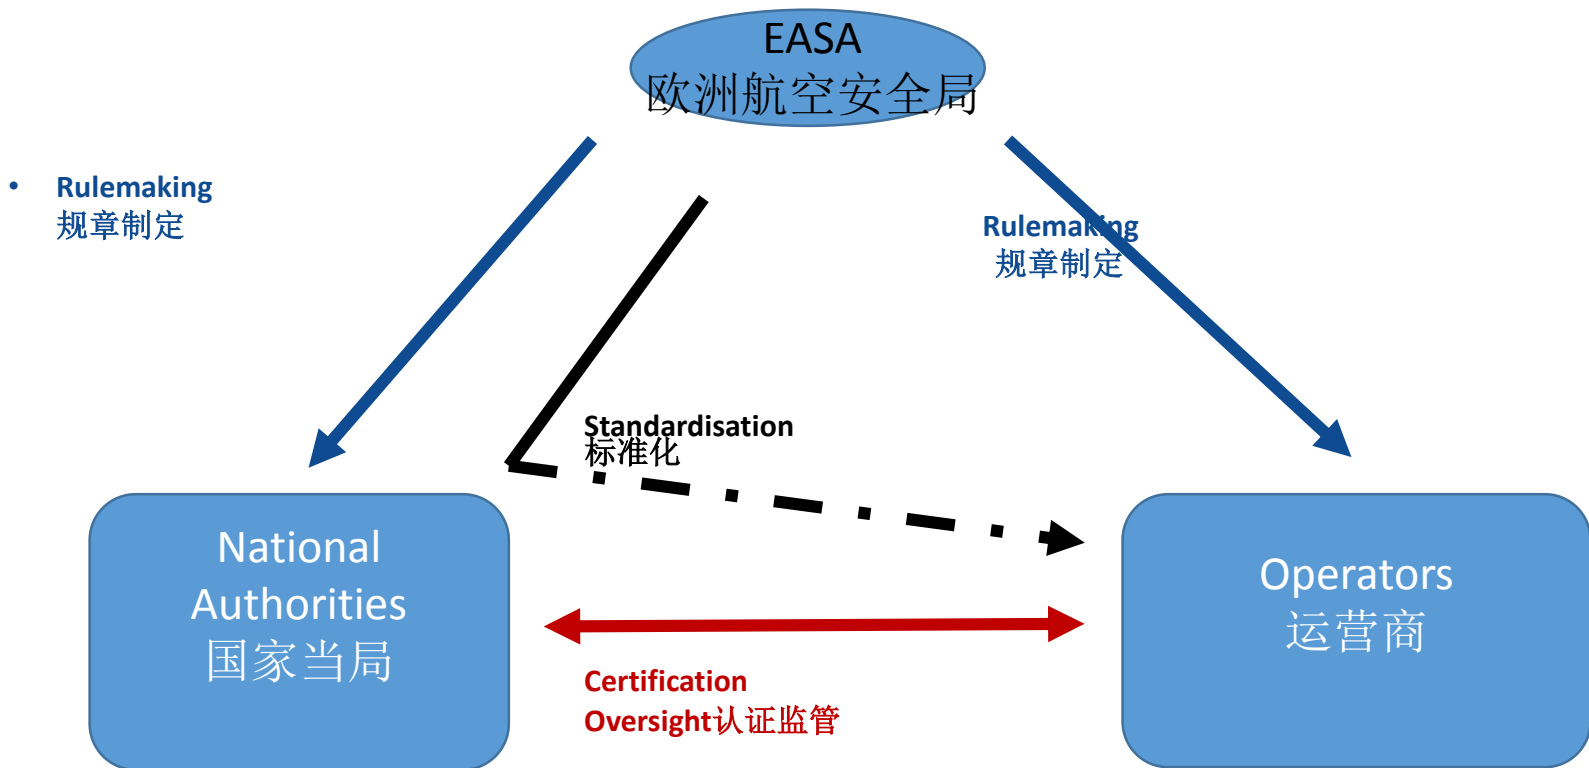 EASA
欧洲航空安全局
• Rulemaking
规章制定
Rulemaking
规章制定
Standardisation
标准化
National
Authorities
国家当局
Operators
运营商
Certification
Oversight认证监管